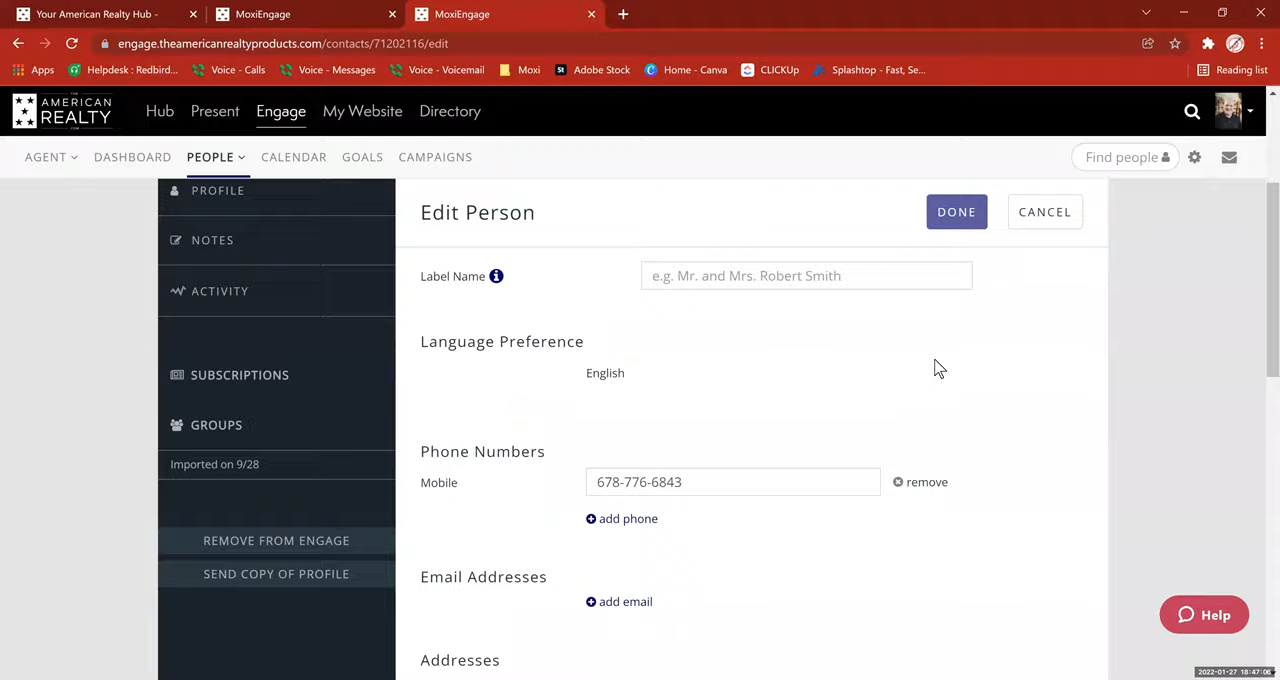 Your American Realty Hub -
MoxiEngage
MoxiEngage
engage.theamericanrealtyproducts.com/contacts/71202116/edit
Apps
Helpdesk : Redbird...
Voice - Calls
Voice - Messages
Voice - Voicemail
Moxi
St
Adobe Stock
Home - Canva
CLICKUp
Splashtop - Fast, Se...
Reading list
THE
AMERICAN
REALTY
.COM
Hub
Present
Engage
My Website
Directory
AGENT
DASHBOARD
PEOPLE
CALENDAR
GOALS
CAMPAIGNS
Find people
PROFILE
NOTES
ACTIVITY
SUBSCRIPTIONS
GROUPS
Imported on 9/28
REMOVE FROM ENGAGE
SEND COPY OF PROFILE
Edit Person
DONE
CANCEL
Label Name
e.g. Mr. and Mrs. Robert Smith
Language Preference
English
Phone Numbers
Mobile
678-776-6843
remove
add phone
Email Addresses
add email
Addresses
Help
2022-01-27 18:47:06